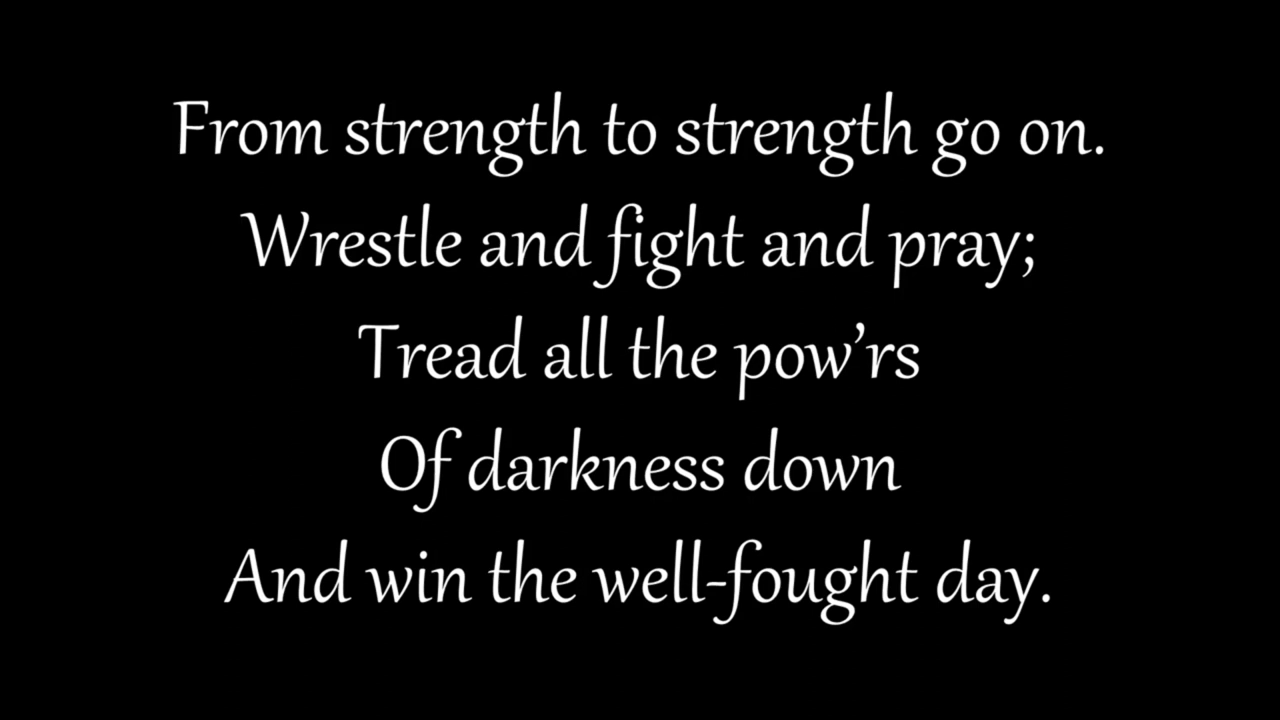 From strength to strength go on.
Wrestle and fight and pray;
Tread all the pow’rs
Of darkness down
And win the well-fought day.